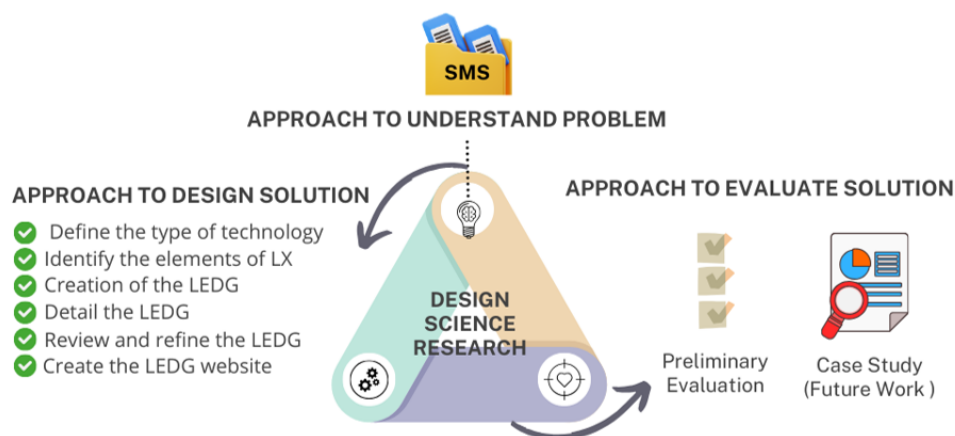 SMS
APPROACH TO UNDERSTAND PROBLEM
APPROACH TO DESIGN SOLUTION
Define the type of technology
Identify the elements of LX
Creation of the LEDG
Detail the LEDG
Review and refine the LEDG
Create the LEDG website
DESIGN
SCIENCE
RESEARCH
APPROACH TO EVALUATE SOLUTION
Preliminary
Evaluation
Case Study
(Future Work )